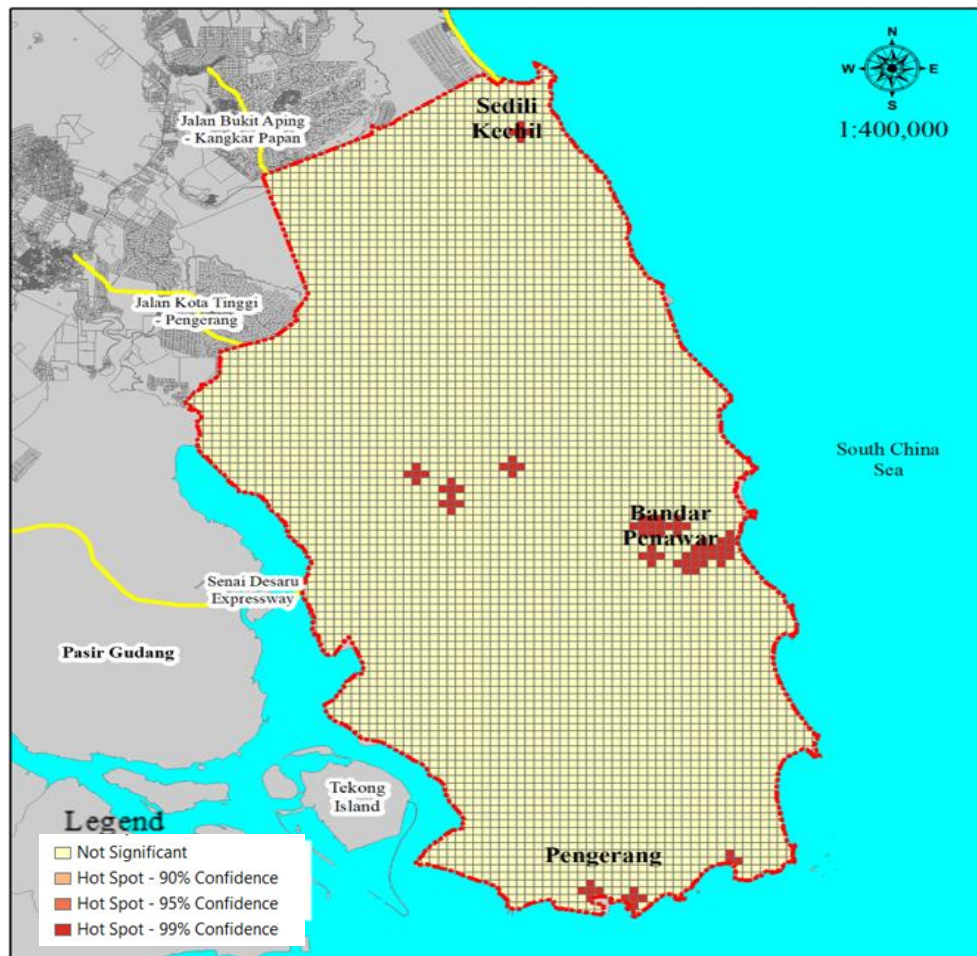 N
W E
S
1:400,000
Sedili
Kechil
Jalan Bukit Aping
- Kangkar Papan
Jalan Kota Tinggi
- Pengerang
South China
Sea
Bandar
Penawar
Senai Desaru
Expressway
Pasir Gudang
Tekong
Island
Pengerang
Legend
Not Significant
Hot Spot - 90% Confidence
Hot Spot - 95% Confidence
Hot Spot - 99% Confidence